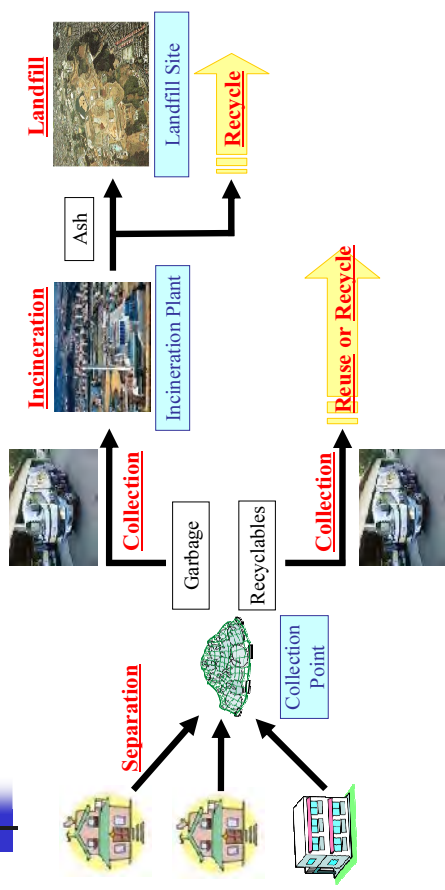 Separation
Collection
Point
Garbage
Recyclables
Collection
Collection
Incineration
Incineration Plant
Reuse or Recycle
Ash
Landfill
Landfill Site
Recycle